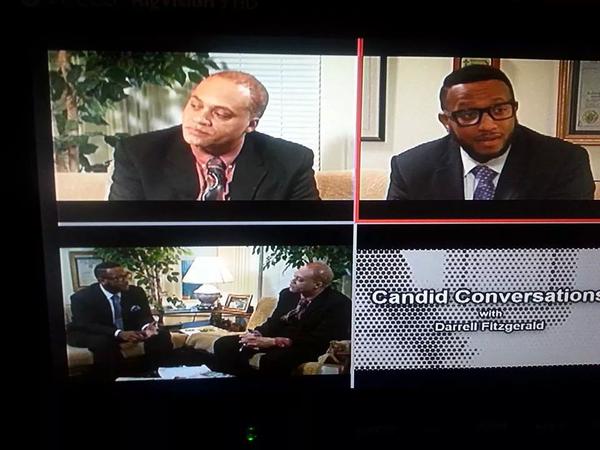 Candid Conversations
with
Darrell Fitzgerald